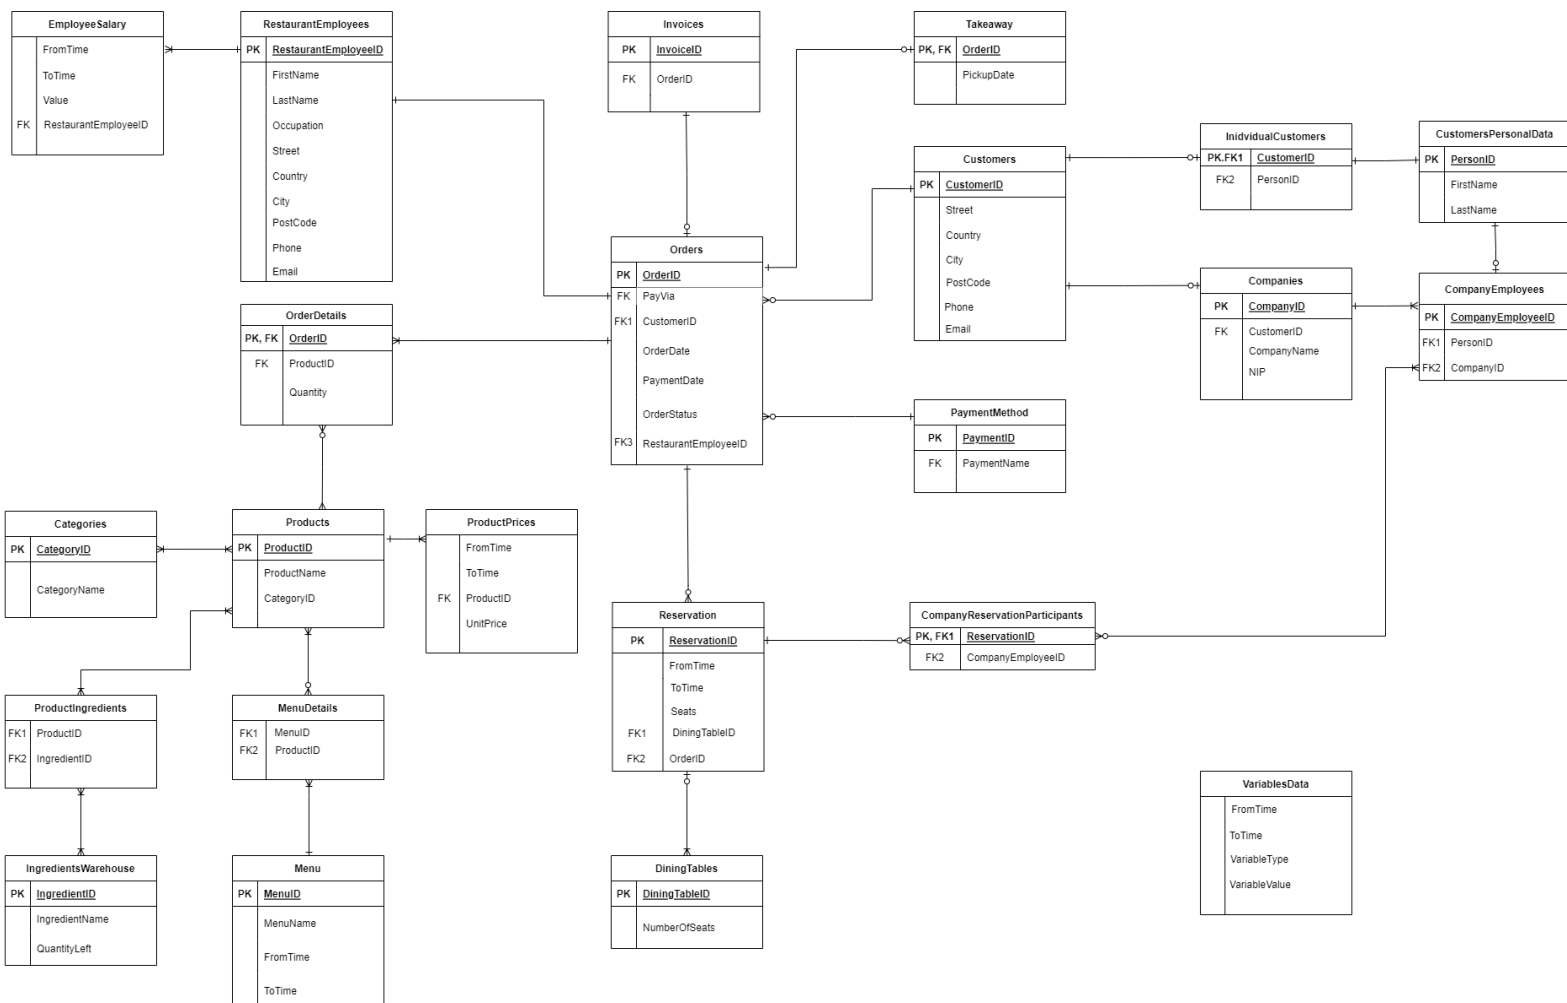 EmployeeSalary
FromTime
ToTime
Value
FK RestaurantEmployeeID
RestaurantEmployees
PK RestaurantEmployeeID
FirstName
LastName
Occupation
Street
Country
City
PostCode
Phone
Email
Invoices
PK InvoiceID
FK OrderID
Takeaway
PK, FK OrderID
PickupDate
Customers
PK CustomerID
Street
Country
City
PostCode
Phone
Email
InidvidualCustomers
PK.FK1 CustomerID
FK2 PersonID
CustomersPersonalData
PK PersonID
FirstName
LastName
Orders
PK OrderID
FK PayVia
FK1 CustomerID
OrderDate
PaymentDate
OrderStatus
FK3 RestaurantEmployeeID
Companies
PK CompanyID
FK CustomerID
CompanyName
NIP
CompanyEmployees
PK CompanyEmployeeID
FK1 PersonID
FK2 CompanyID
OrderDetails
PK, FK OrderID
FK ProductID
Quantity
PaymentMethod
PK PaymentID
FK PaymentName
Categories
PK CategoryID
CategoryName
Products
PK ProductID
ProductName
CategoryID
ProductPrices
FromTime
ToTime
FK ProductID
UnitPrice
Reservation
PK ReservationID
FromTime
ToTime
Seats
FK1 DiningTableID
FK2 OrderID
CompanyReservationParticipants
PK, FK1 ReservationID
FK2 CompanyEmployeeID
ProductIngredients
FK1 ProductID
FK2 IngredientID
MenuDetails
FK1 MenuID
FK2 ProductID
VariablesData
FromTime
ToTime
VariableType
VariableValue
IngredientsWarehouse
PK IngredientID
IngredientName
QuantityLeft
Menu
PK MenuID
MenuName
FromTime
ToTime
DiningTables
PK DiningTableID
NumberOfSeats